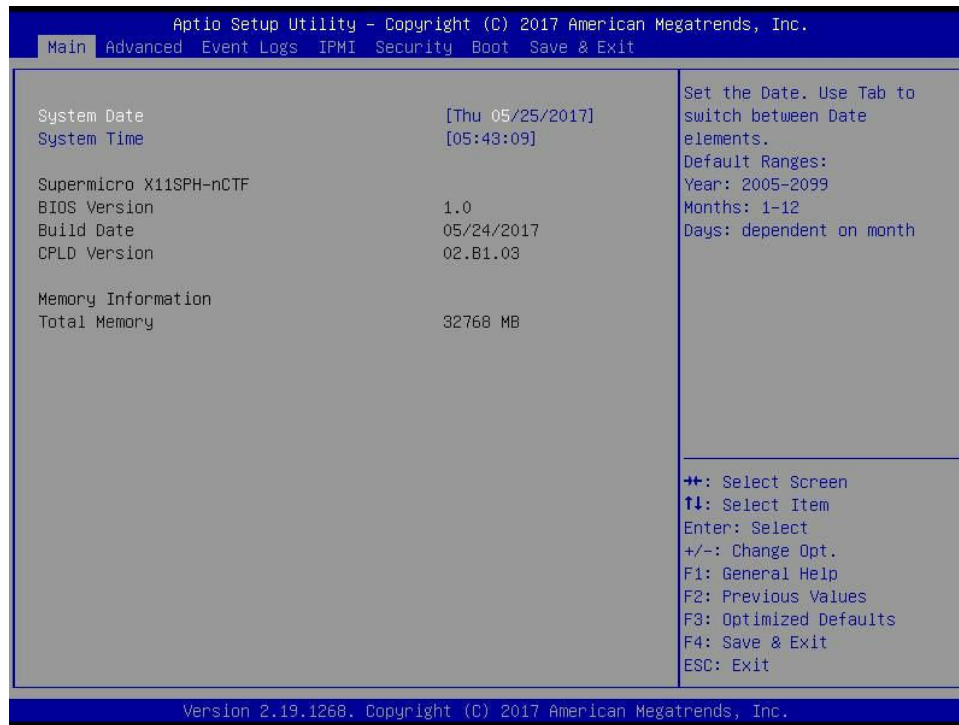 Aptio Setup Utility – Copyright (C) 2017 American Megatrends, Inc.
Main Advanced Event Logs IPMI Security Boot Save & Exit
System Date [Thu 05/25/2017]
System Time [05:43:09]
Supermicro X11SPH-nCTF
BIOS Version 1.0
Build Date 05/24/2017
CPLD Version 02.B1.03
Memory Information
Total Memory 32768 MB
Set the Date. Use Tab to
switch between Date
elements.
Default Ranges:
Year: 2005-2099
Months: 1-12
Days: dependent on month
→←: Select Screen
↑↓: Select Item
Enter: Select
+/-: Change Opt.
F1: General Help
F2: Previous Values
F3: Optimized Defaults
F4: Save & Exit
ESC: Exit
Version 2.19.1268. Copyright (C) 2017 American Megatrends, Inc.